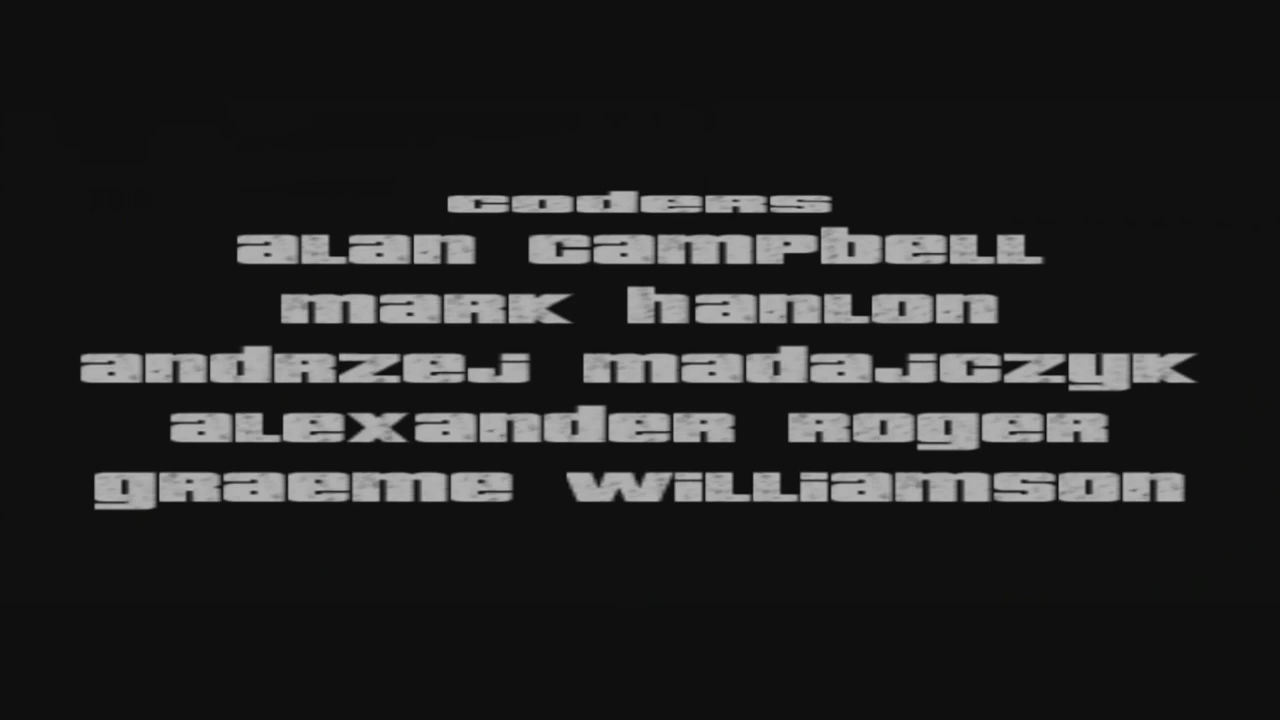 coders
alan campbell
mark hanlon
andrzej madajczyk
alexander roger
graeme williamson